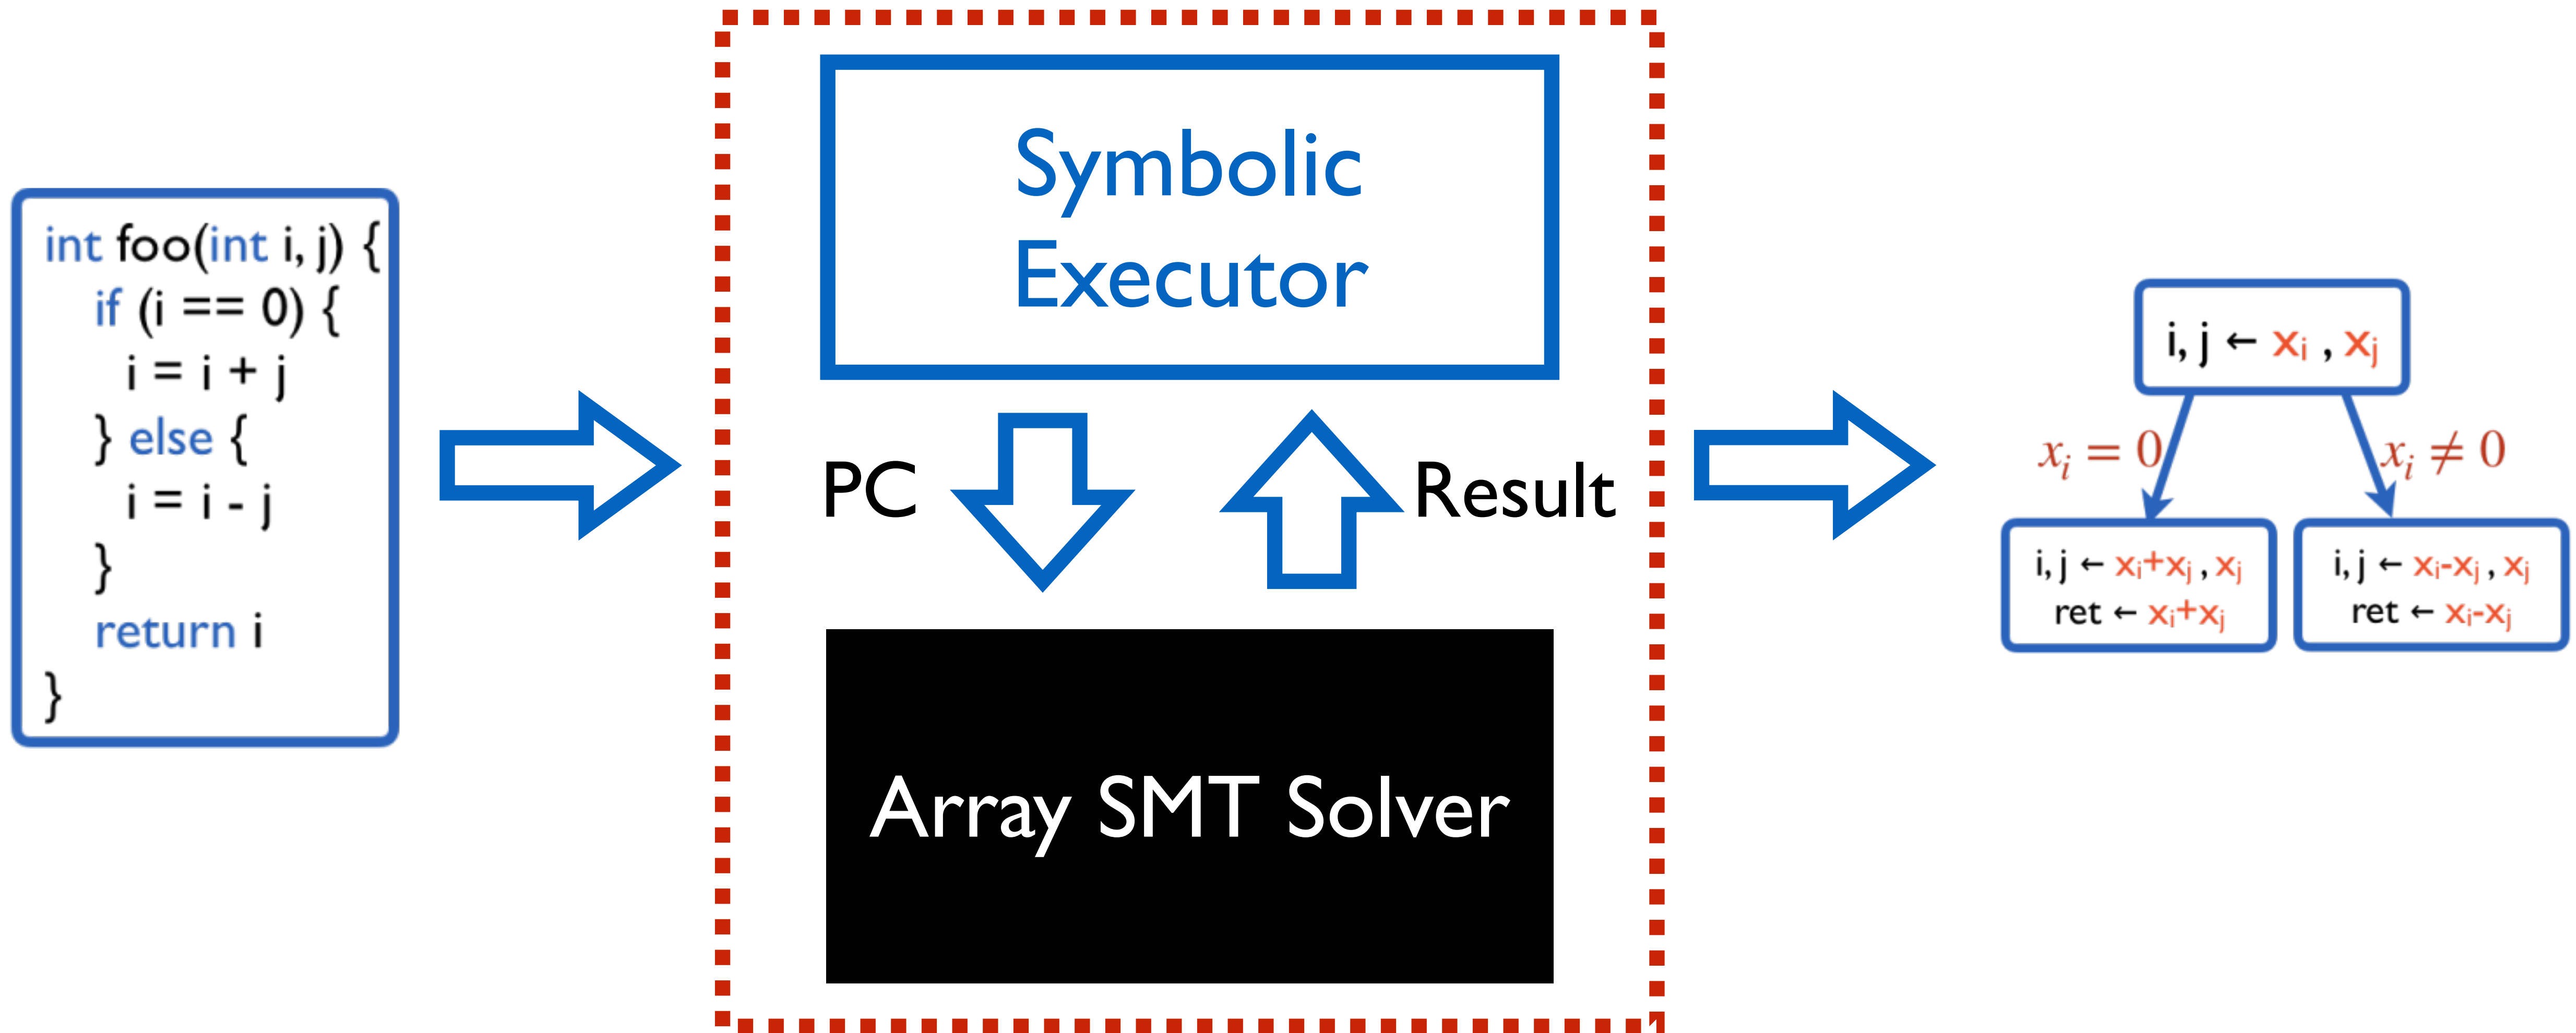 int foo(int i, j) {
if (i == 0) {
i = i + j
} else {
i = i - j
}
return i
}
Symbolic
Executor
PC
Result
Array SMT Solver
i, j ← xᵢ , xⱼ
xᵢ = 0
xᵢ ≠ 0
i, j ← xᵢ+xⱼ , xⱼ
ret ← xᵢ+xⱼ
i, j ← xᵢ-xⱼ , xⱼ
ret ← xᵢ-xⱼ